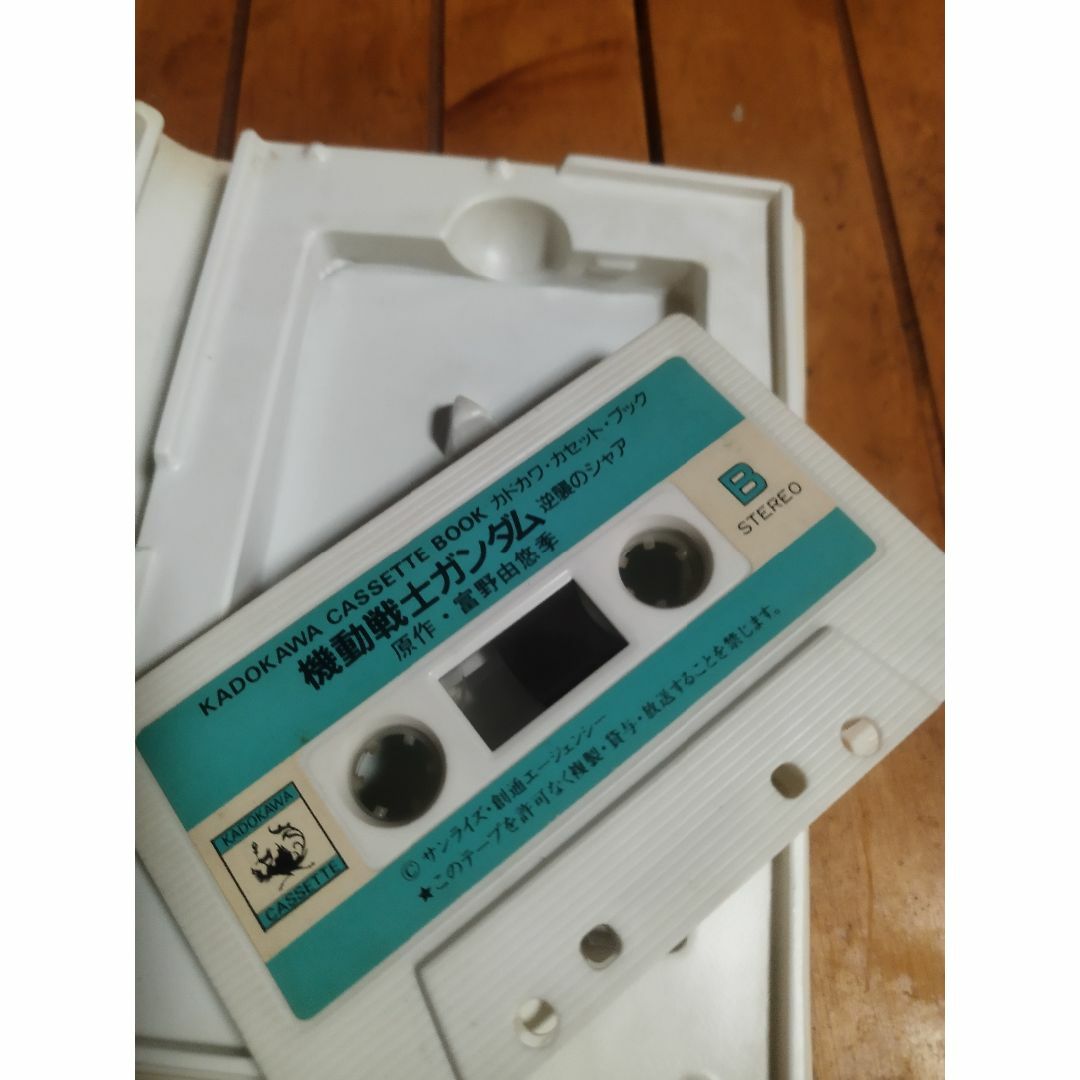 KADOKAWA CASSETTE BOOK カドカワ・カセット・ブック
機動戦士ガンダム 逆襲のシャア
原作・富野由悠季
B
STEREO
KADOKAWA
CASSETTE
©サンライズ・創通エージェンシー
★このテープを許可なく複製・貸与・放送することを禁じます。